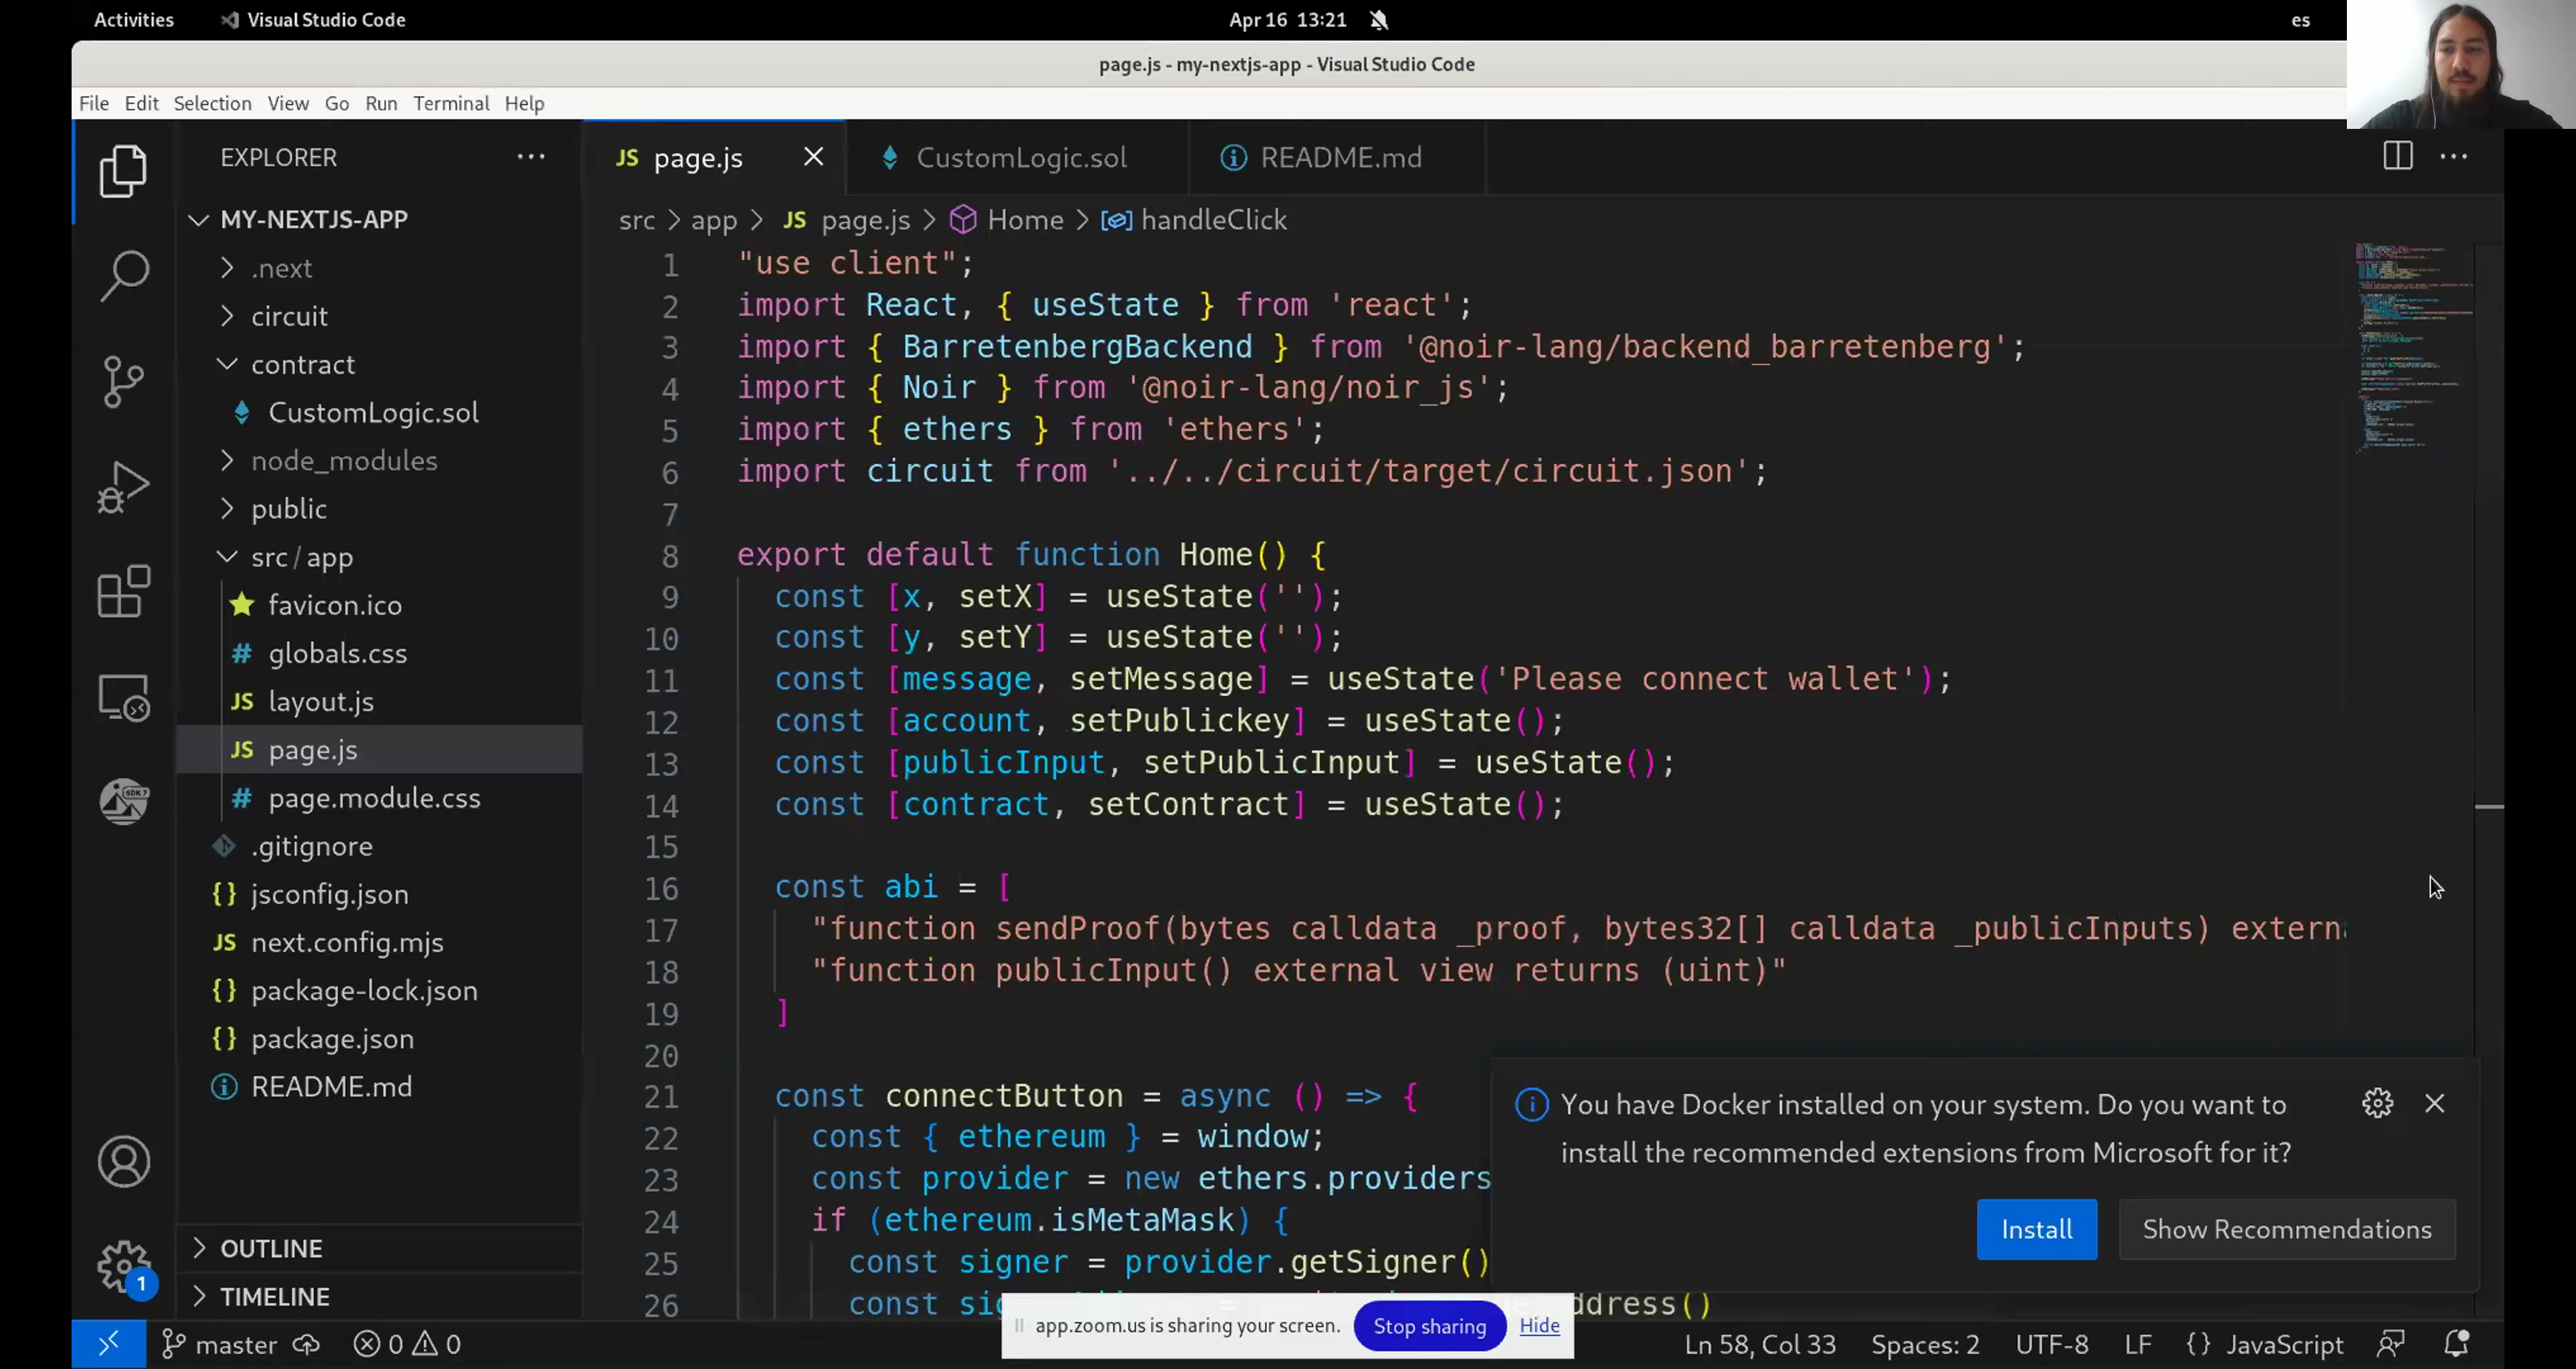 Activities Visual Studio Code Apr 16 13:21 es
page.js - my-nextjs-app - Visual Studio Code
File Edit Selection View Go Run Terminal Help
EXPLORER
MY-NEXTJS-APP
.next
circuit
contract
CustomLogic.sol
node_modules
public
src / app
favicon.ico
globals.css
JS layout.js
JS page.js
page.module.css
.gitignore
{} jsconfig.json
JS next.config.mjs
{} package-lock.json
{} package.json
README.md
OUTLINE
TIMELINE
SDK 7
1
JS page.js CustomLogic.sol README.md
src > app > JS page.js > Home > handleClick
1 "use client";
2 import React, { useState } from 'react';
3 import { BarretenbergBackend } from '@noir-lang/backend_barretenberg';
4 import { Noir } from '@noir-lang/noir_js';
5 import { ethers } from 'ethers';
6 import circuit from '../../circuit/target/circuit.json';
7
8 export default function Home() {
9 const [x, setX] = useState('');
10 const [y, setY] = useState('');
11 const [message, setMessage] = useState('Please connect wallet');
12 const [account, setPublickey] = useState();
13 const [publicInput, setPublicInput] = useState();
14 const [contract, setContract] = useState();
15
16 const abi = [
17 "function sendProof(bytes calldata _proof, bytes32[] calldata _publicInputs) extern
18 "function publicInput() external view returns (uint)"
19 ]
20
21 const connectButton = async () => {
22 const { ethereum } = window;
23 const provider = new ethers.providers
24 if (ethereum.isMetaMask) {
25 const signer = provider.getSigner()
26 const ddress()
You have Docker installed on your system. Do you want to
install the recommended extensions from Microsoft for it?
Install Show Recommendations
app.zoom.us is sharing your screen. Stop sharing Hide
master 0 0 Ln 58, Col 33 Spaces: 2 UTF-8 LF {} JavaScript